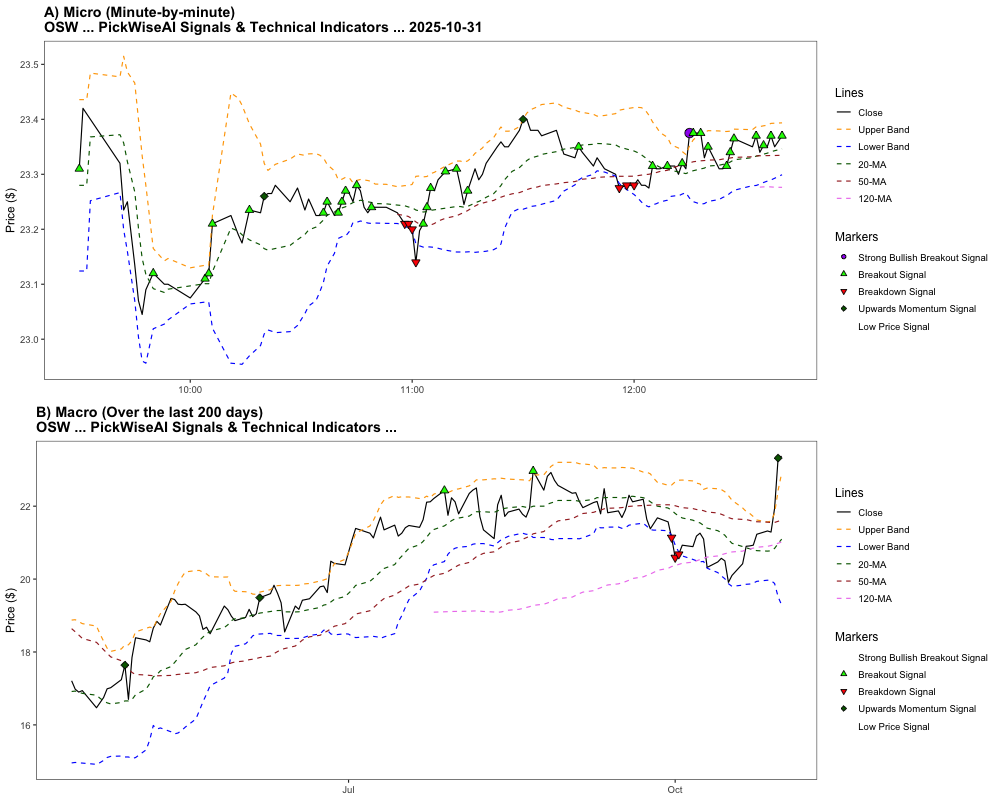 A) Micro (Minute-by-minute)
OSW ... PickWiseAI Signals & Technical Indicators ... 2025-10-31
23.5
23.4
23.3
23.2
23.1
23.0
Price ($)
10:00
11:00
12:00
Lines
Close
Upper Band
Lower Band
20-MA
50-MA
120-MA
Markers
Strong Bullish Breakout Signal
Breakout Signal
Breakdown Signal
Upwards Momentum Signal
Low Price Signal
B) Macro (Over the last 200 days)
OSW ... PickWiseAI Signals & Technical Indicators ...
22
20
18
16
Price ($)
Jul
Oct
Lines
Close
Upper Band
Lower Band
20-MA
50-MA
120-MA
Markers
Strong Bullish Breakout Signal
Breakout Signal
Breakdown Signal
Upwards Momentum Signal
Low Price Signal